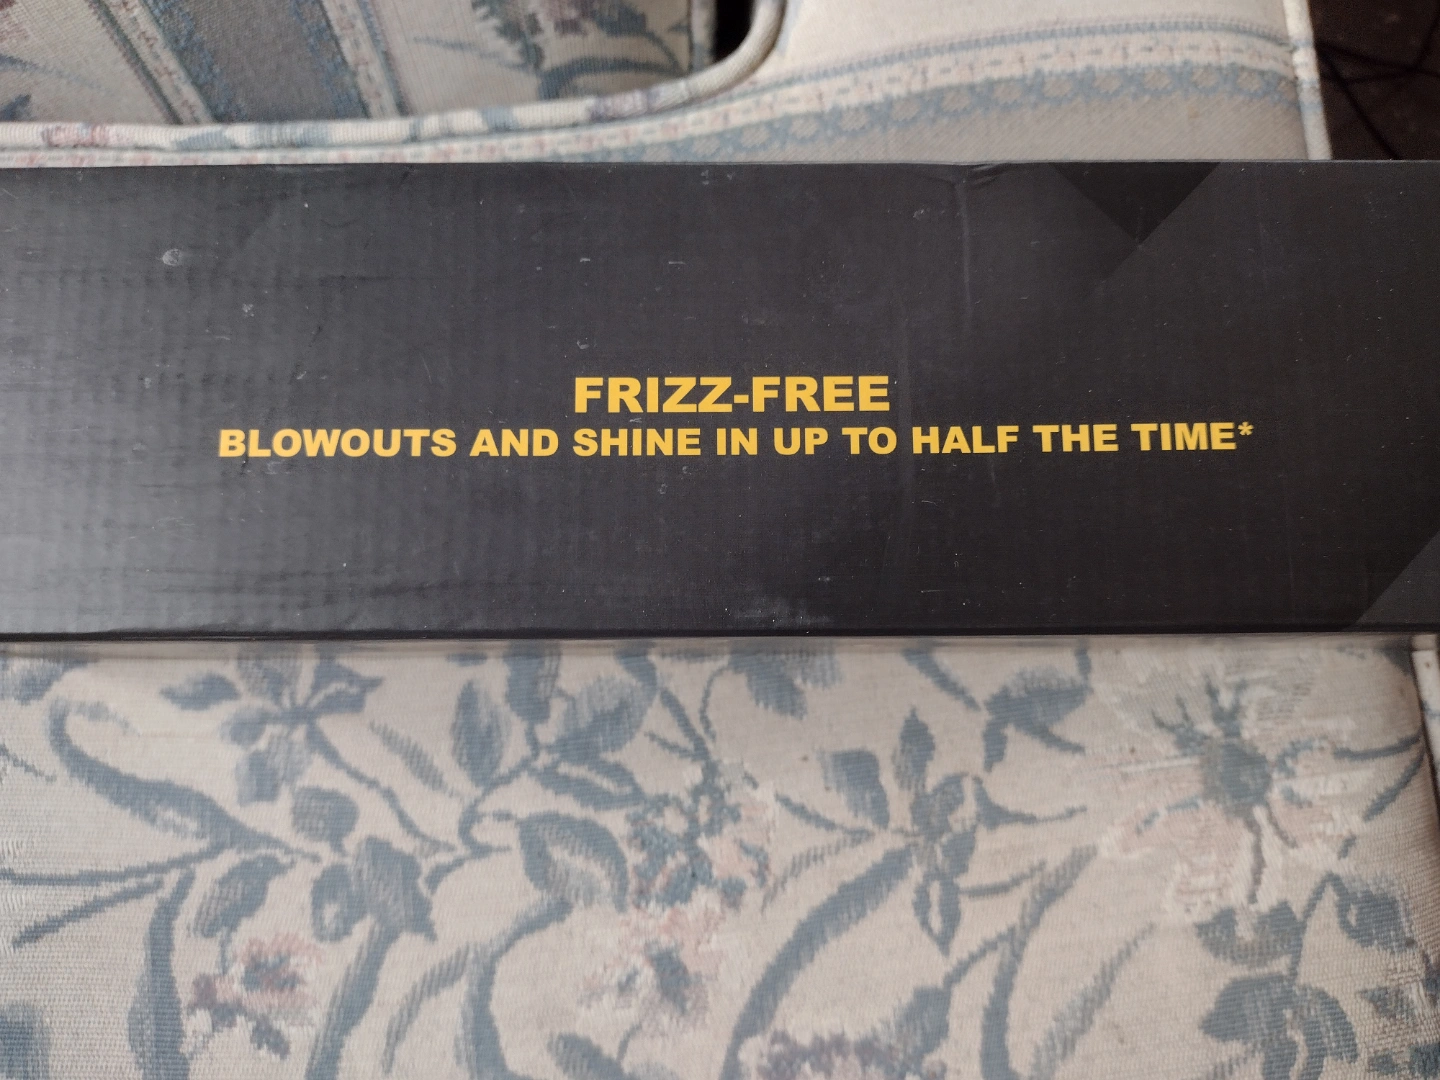 FRIZZ-FREE
BLOWOUTS AND SHINE IN UP TO HALF THE TIME*